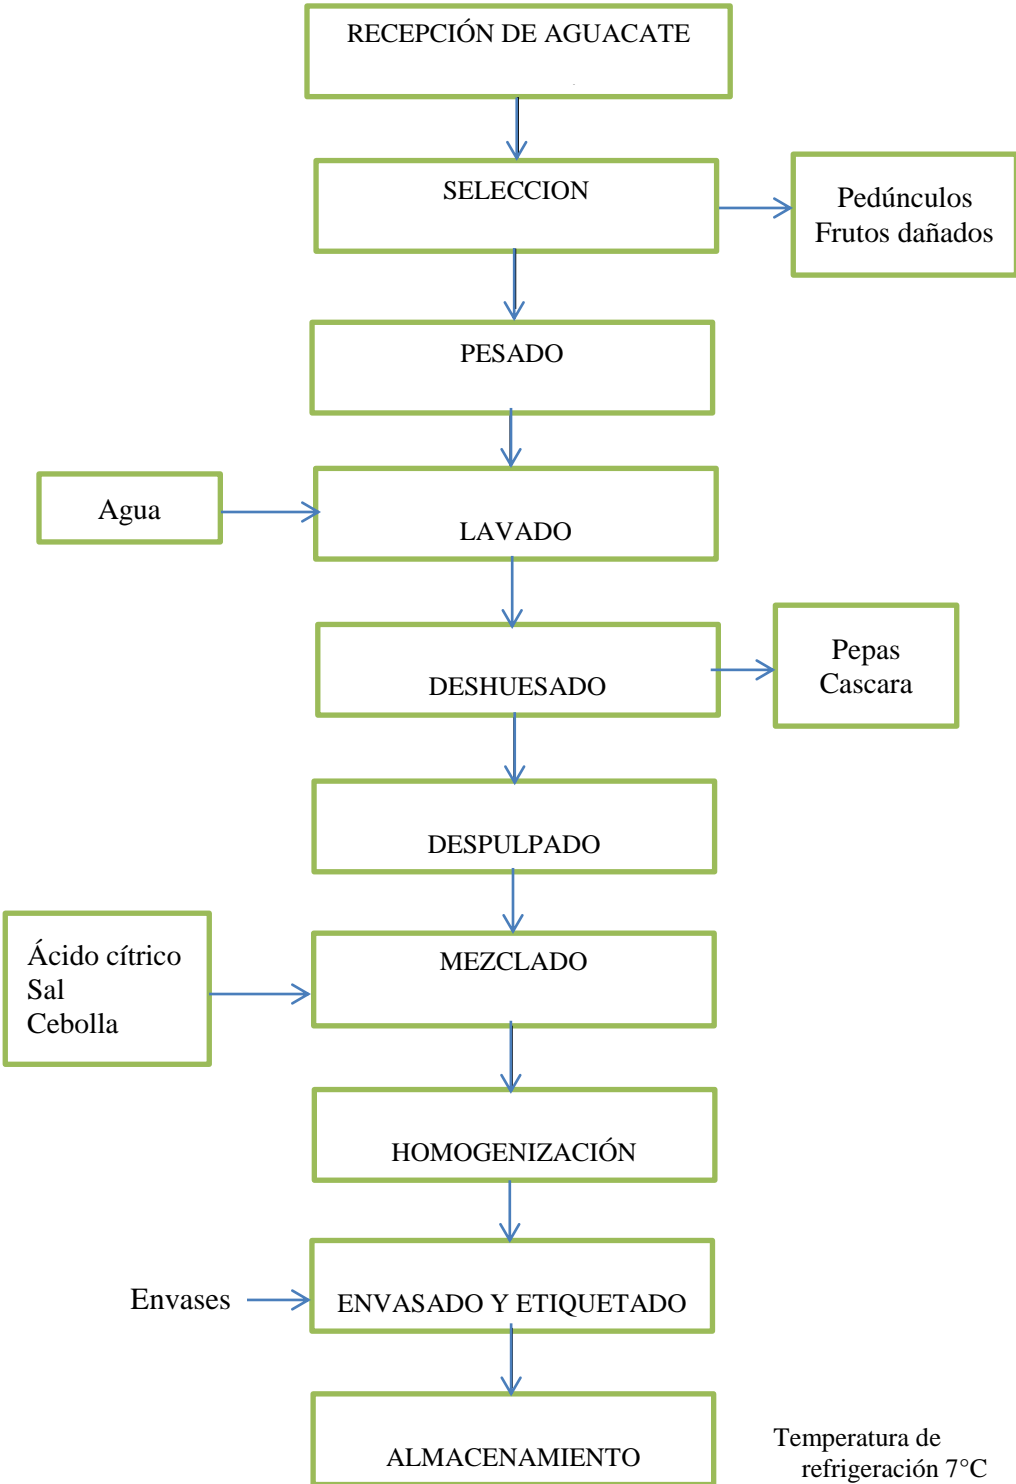 RECEPCIÓN DE AGUACATE
SELECCION
Pedúnculos
Frutos dañados
PESADO
Agua
LAVADO
DESHUESADO
Pepas
Cascara
DESPULPADO
Ácido cítrico
Sal
Cebolla
MEZCLADO
HOMOGENIZACIÓN
Envases
ENVASADO Y ETIQUETADO
ALMACENAMIENTO
Temperatura de
refrigeración 7°C